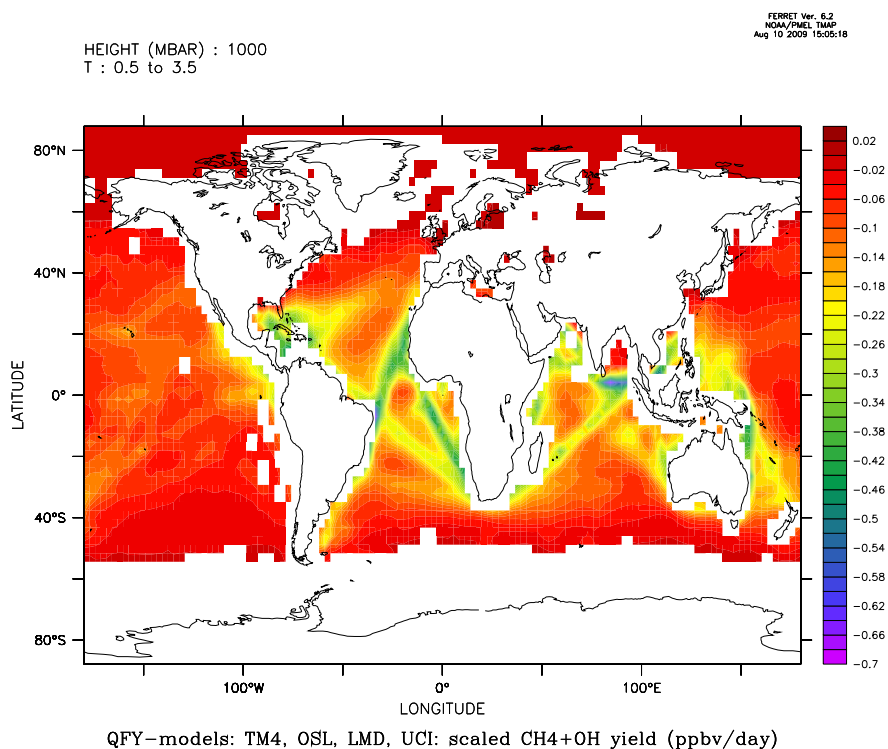 FERRET Ver. 6.2
NOAA/PMEL TMAP
Aug 10 2009 15:05:18
HEIGHT (MBAR) : 1000
T : 0.5 to 3.5
80°N
40°N
0°
40°S
80°S
LATITUDE
100°W
0°
100°E
LONGITUDE
0.02
-0.02
-0.06
-0.1
-0.14
-0.18
-0.22
-0.26
-0.3
-0.34
-0.38
-0.42
-0.46
-0.5
-0.54
-0.58
-0.62
-0.66
-0.7
QFY-models: TM4, OSL, LMD, UCI: scaled CH4+OH yield (ppbv/day)